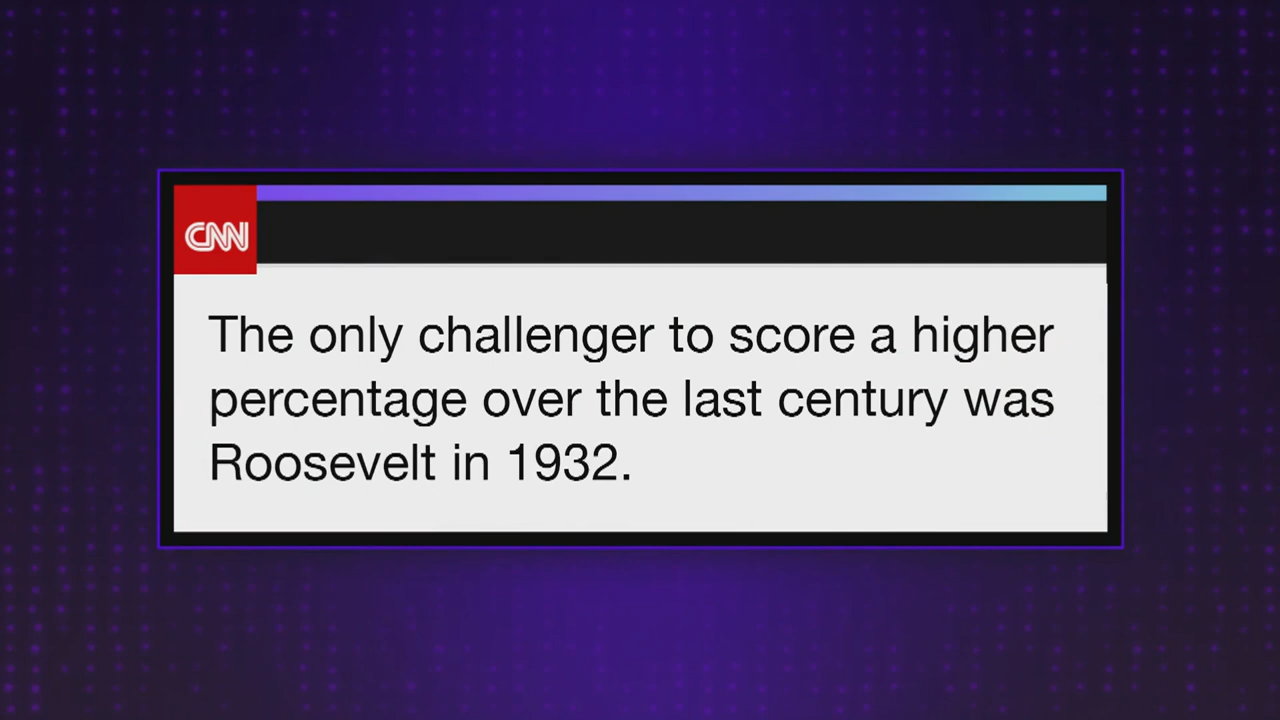 CNN
The only challenger to score a higher
percentage over the last century was
Roosevelt in 1932.